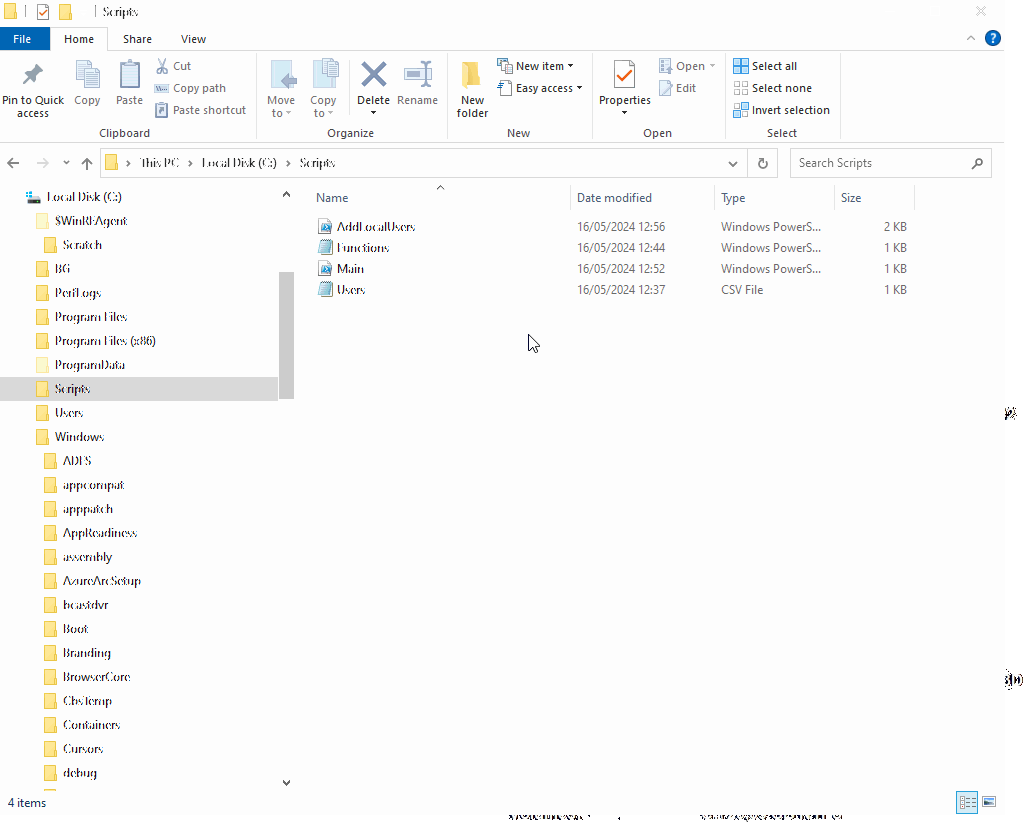 Scripts
File Home Share View
Pin to Quick access
Copy
Paste
Cut
Copy path
Paste shortcut
Clipboard
Move to
Copy to
Delete
Rename
Organize
New folder
New item
Easy access
New
Properties
Open
Edit
Open
Select all
Select none
Invert selection
Select
This PC > Local Disk (C:) > Scripts
Search Scripts
Local Disk (C:)
$WinREAgent
Scratch
BG
PerfLogs
Program Files
Program Files (x86)
ProgramData
Scripts
Users
Windows
ADFS
appcompat
apppatch
AppReadiness
assembly
AzureArcSetup
bcastdvr
Boot
Branding
BrowserCore
CbsTemp
Containers
Cursors
debug
Name Date modified Type Size
AddLocalUsers 16/05/2024 12:56 Windows PowerS... 2 KB
Functions 16/05/2024 12:44 Windows PowerS... 1 KB
Main 16/05/2024 12:52 Windows PowerS... 1 KB
Users 16/05/2024 12:37 CSV File 1 KB
4 items